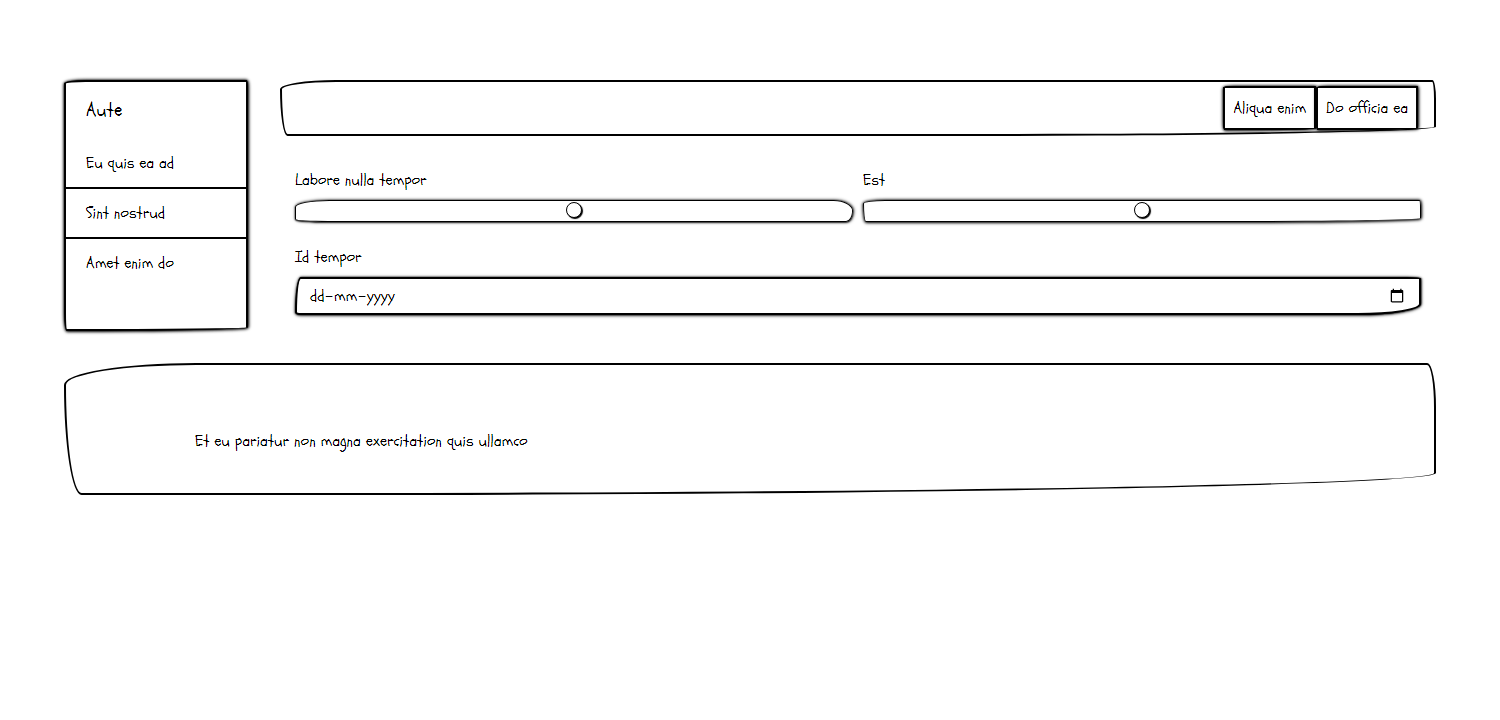 Aute
Eu quis ea ad
Sint nostrud
Amet enim do
Aliqua enim
Do officia ea
Labore nulla tempor
Est
Id tempor
dd-mm-yyyy
Et eu pariatur non magna exercitation quis ullamco